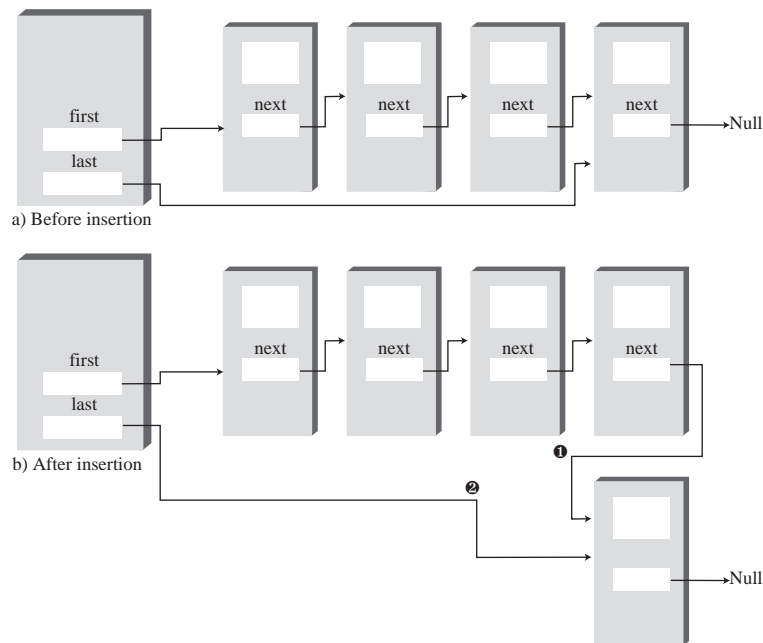 first
last
next
next
next
next
Null
a) Before insertion
first
last
next
next
next
next
b) After insertion
❶
❷
Null